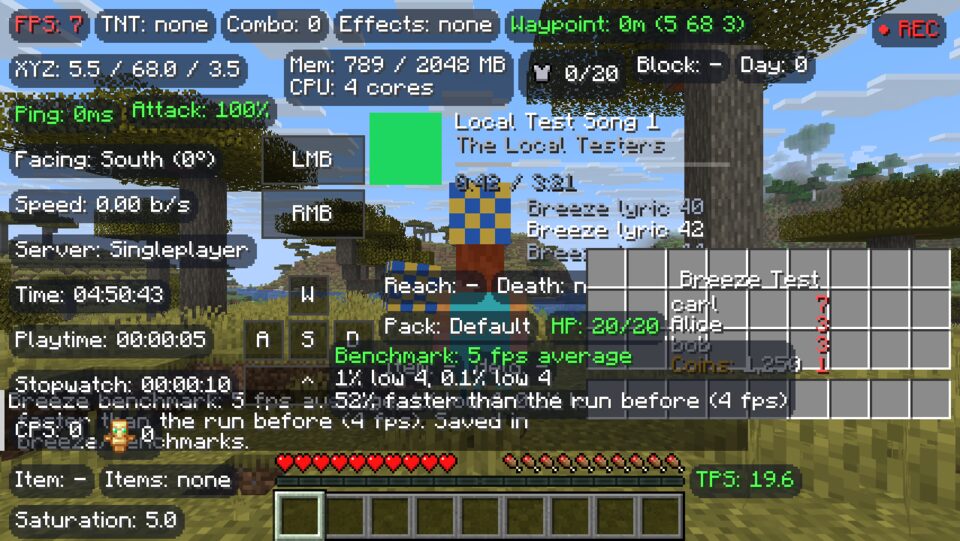 FPS: 7 TNT: none Combo: 0 Effects: none Waypoint: 0m (5 68 3) REC
XYZ: 5.5 / 68.0 / 3.5
Mem: 789 / 2048 MB
CPU: 4 cores
0/20
Block: - Day: 0
Ping: 0ms Attack: 100%
Local Test Song 1
The Local Testers
Facing: South (0°)
LMB
0:42 / 3:21
Speed: 0.00 b/s
RMB
Breeze lyric 40
Breeze lyric 42
Server: Singleplayer
Time: 04:50:43
W
Reach: - Death:
Breeze Test
carl 7
Alice 3
bob 3
Coins: 1,250 1
Playtime: 00:00:05
A S D
Pack: Default HP: 20/20
Benchmark: 5 fps average
1% low 4, 0.1% low 4
52% faster than the run before (4 fps)
Stopwatch: 00:00:10
^
Breeze benchmark: 5 fps
than the run before (4 fps). Saved in
CPS: 0
0
Item: - Items: none
TPS: 19.6
Saturation: 5.0